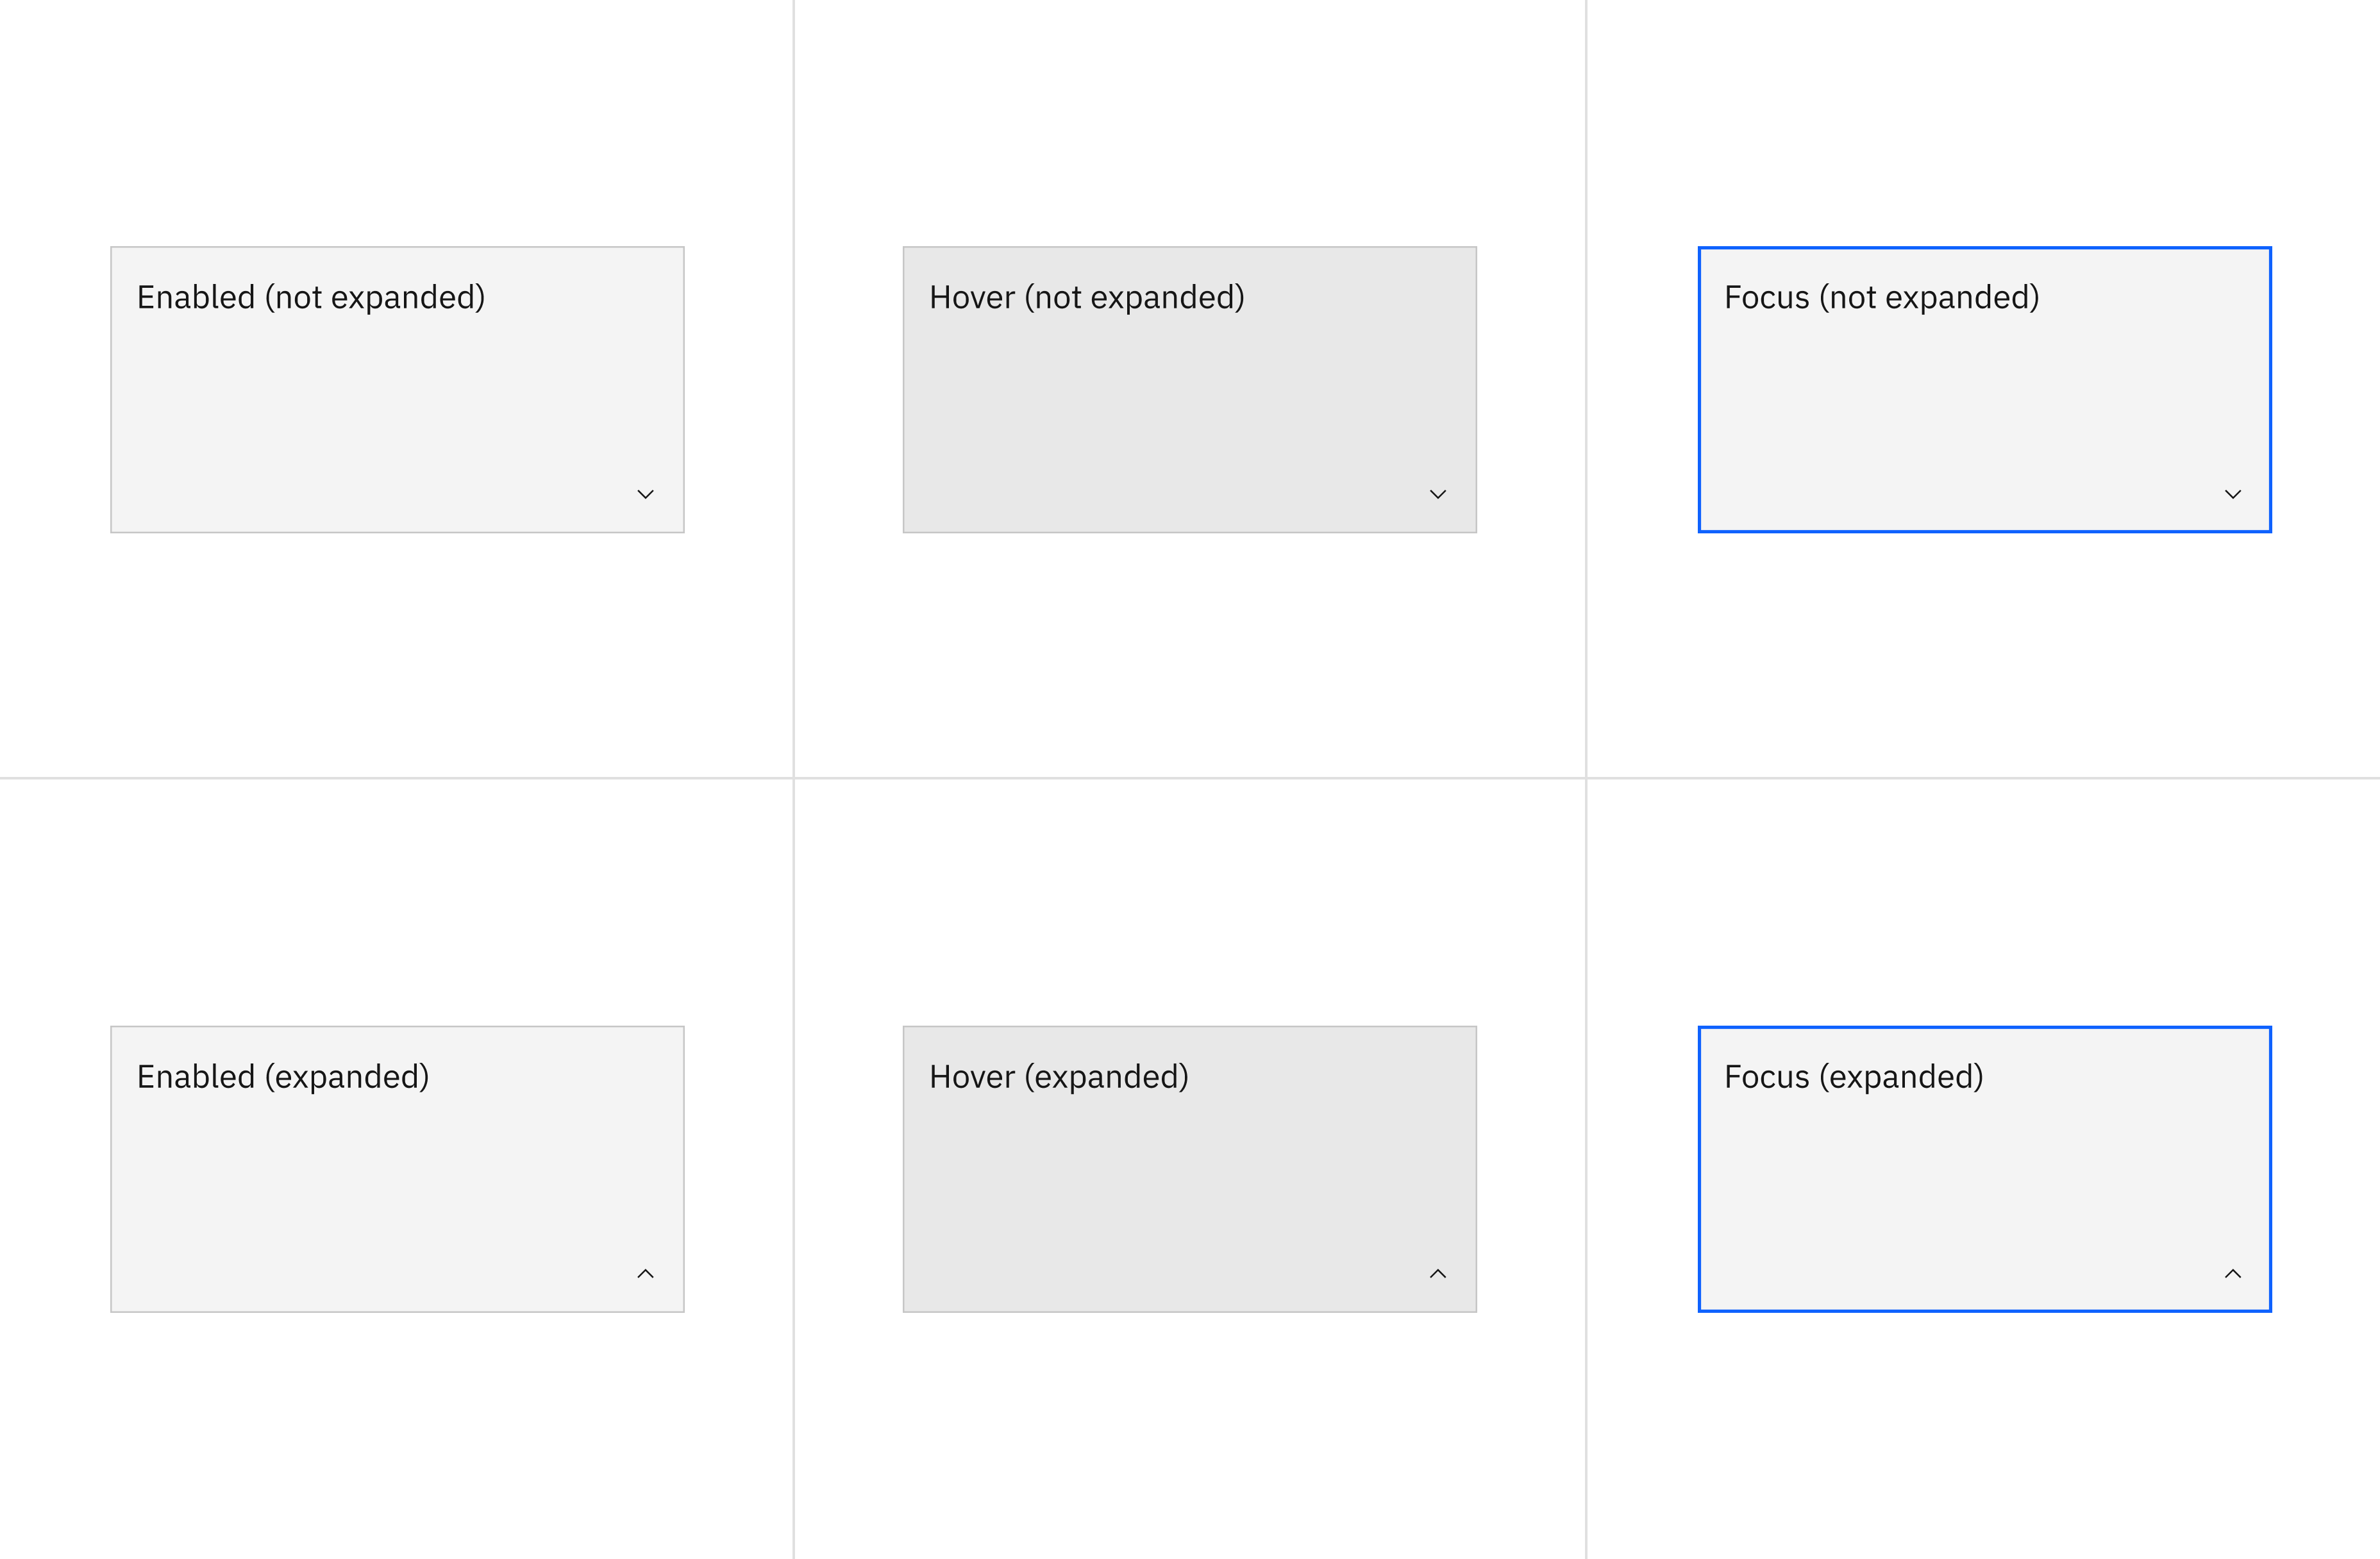 Enabled (not expanded)
Hover (not expanded)
Focus (not expanded)
Enabled (expanded)
Hover (expanded)
Focus (expanded)